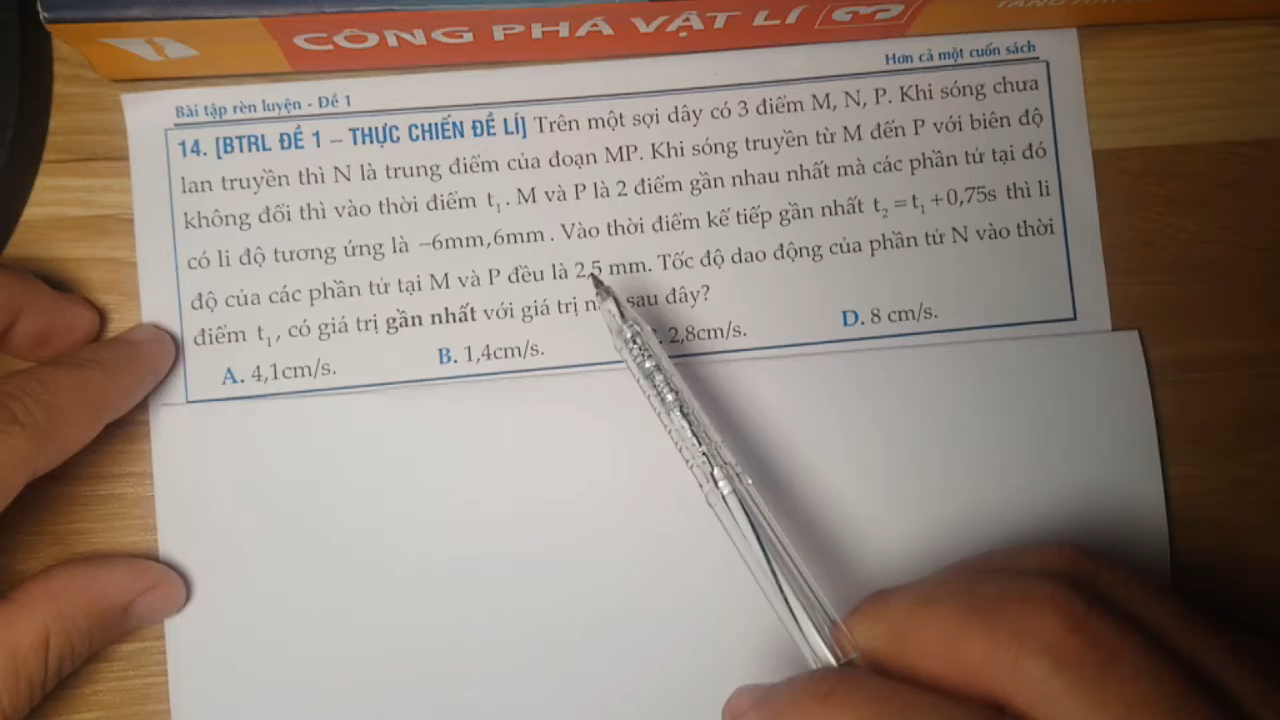 CÔNG PHÁ VẬT LÍ 3
Hơn cả một cuốn sách
Bài tập rèn luyện - Đề 1
14. [BTRL ĐỀ 1 – THỰC CHIẾN ĐỀ LÍ] Trên một sợi dây có 3 điểm M, N, P. Khi sóng chưa
lan truyền thì N là trung điểm của đoạn MP. Khi sóng truyền từ M đến P với biên độ
không đổi thì vào thời điểm t₁. M và P là 2 điểm gần nhau nhất mà các phần tử tại đó
có li độ tương ứng là −6mm,6mm. Vào thời điểm kế tiếp gần nhất t₂ = t₁ + 0,75s thì li
độ của các phần tử tại M và P đều là 2,5 mm. Tốc độ dao động của phần tử N vào thời
điểm t₁, có giá trị gần nhất với giá trị sau đây?
A. 4,1cm/s. B. 1,4cm/s. 2,8cm/s. D. 8 cm/s.